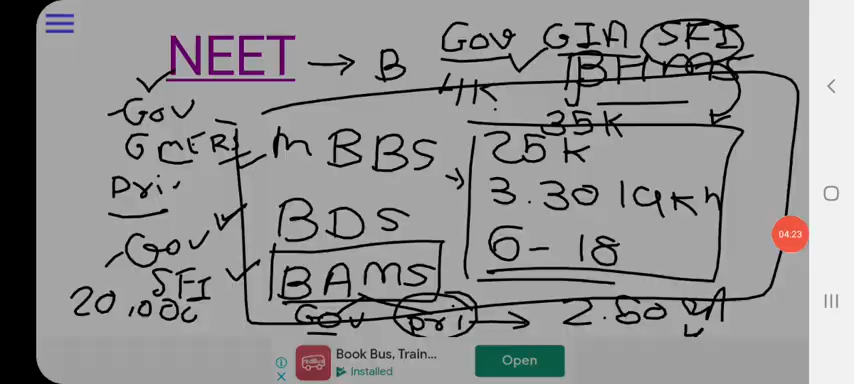 Gov GIA SFI
NEET → B BHMS
Gov 4K
35K
GMERS MBBS 25K
Pri. 3.30 lakh
Gov BDS 6-18
SFI BAMS
20,000
Gov pri → 2.50
04:23
Book Bus, Train...
Installed
Open